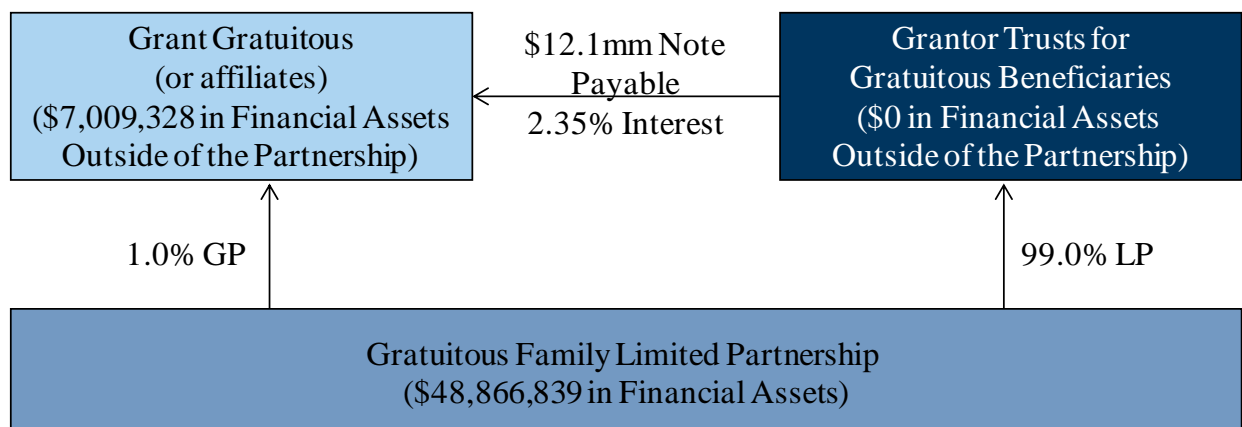 Grant Gratuitous
(or affiliates)
($7,009,328 in Financial Assets
Outside of the Partnership)
$12.1mm Note
Payable
2.35% Interest
Grantor Trusts for
Gratuitous Beneficiaries
($0 in Financial Assets
Outside of the Partnership)
1.0% GP
99.0% LP
Gratuitous Family Limited Partnership
($48,866,839 in Financial Assets)